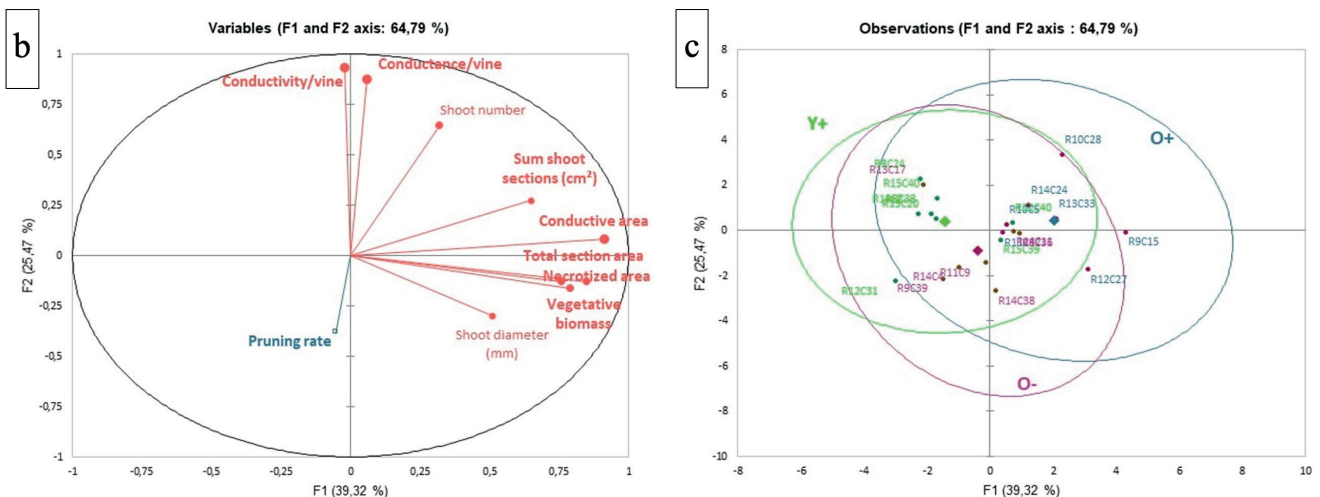 b
Variables (F1 and F2 axis: 64,79 %)
1
0,75
0,5
0,25
0
-0,25
-0,5
-0,75
-1
F2 (25,47 %)
Conductivity/vine
Conductance/vine
Shoot number
Sum shoot
sections (cm²)
Conductive area
Total section area
Necrotized area
Vegetative
biomass
Shoot diameter
(mm)
Pruning rate
-1
-0,75
-0,5
-0,25
0
0,25
0,5
0,75
1
F1 (39,32 %)
c
Observations (F1 and F2 axis : 64,79 %)
8
6
4
2
0
-2
-4
-6
-8
-10
F2 (25,47 %)
Y+
O+
O-
R10C28
R13C17
R15C40
R14C24
R13C33
R9C15
R15C39
R12C27
R11C9
R9C39
R12C31
R14C38
-8
-6
-4
-2
0
2
4
6
8
10
F1 (39,32 %)